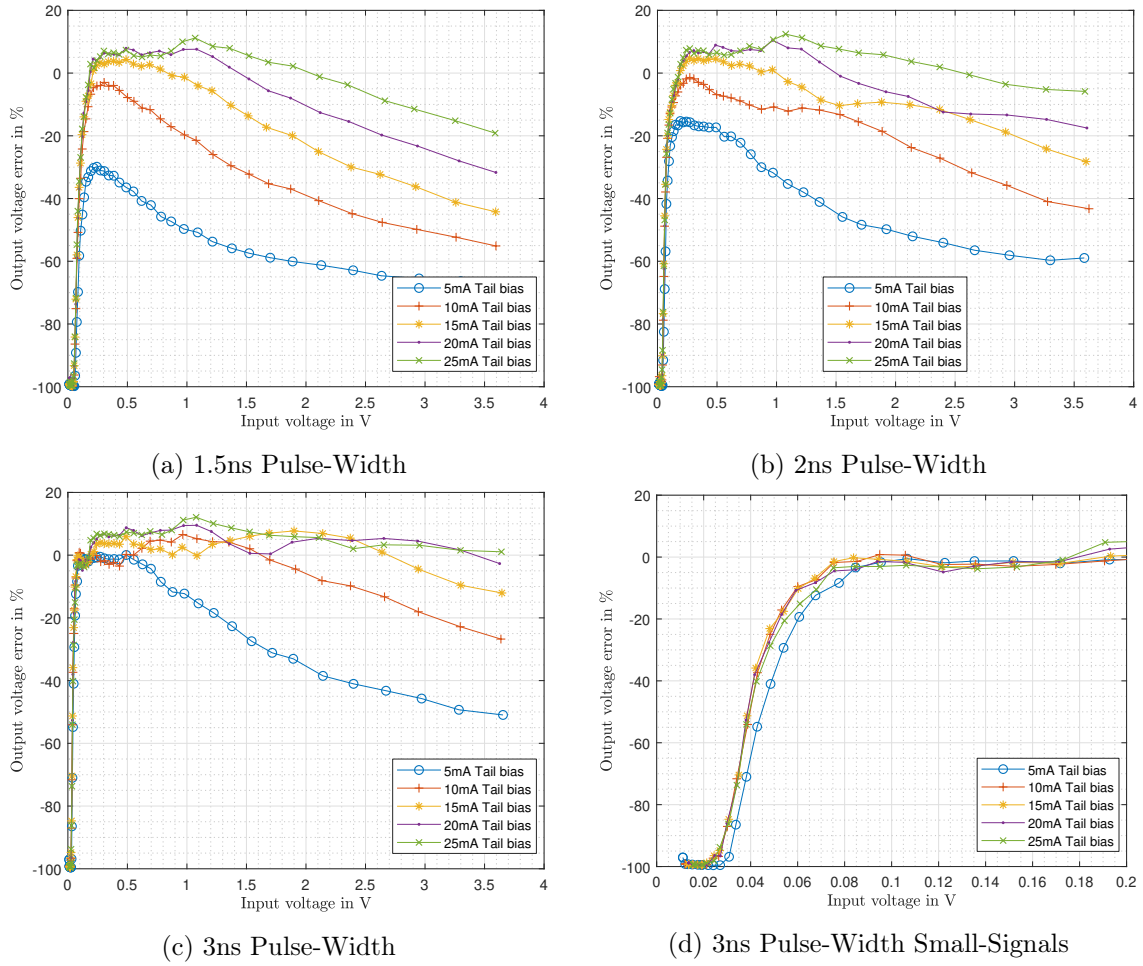 20
0
-20
-40
-60
-80
-100
Output voltage error in %
0 0.5 1 1.5 2 2.5 3 3.5 4
Input voltage in V
5mA Tail bias
10mA Tail bias
15mA Tail bias
20mA Tail bias
25mA Tail bias
(a) 1.5ns Pulse-Width
20
0
-20
-40
-60
-80
-100
Output voltage error in %
0 0.5 1 1.5 2 2.5 3 3.5 4
Input voltage in V
5mA Tail bias
10mA Tail bias
15mA Tail bias
20mA Tail bias
25mA Tail bias
(b) 2ns Pulse-Width
20
0
-20
-40
-60
-80
-100
Output voltage error in %
0 0.5 1 1.5 2 2.5 3 3.5 4
Input voltage in V
5mA Tail bias
10mA Tail bias
15mA Tail bias
20mA Tail bias
25mA Tail bias
(c) 3ns Pulse-Width
20
0
-20
-40
-60
-80
-100
Output voltage error in %
0 0.02 0.04 0.06 0.08 0.1 0.12 0.14 0.16 0.18 0.2
Input voltage in V
5mA Tail bias
10mA Tail bias
15mA Tail bias
20mA Tail bias
25mA Tail bias
(d) 3ns Pulse-Width Small-Signals